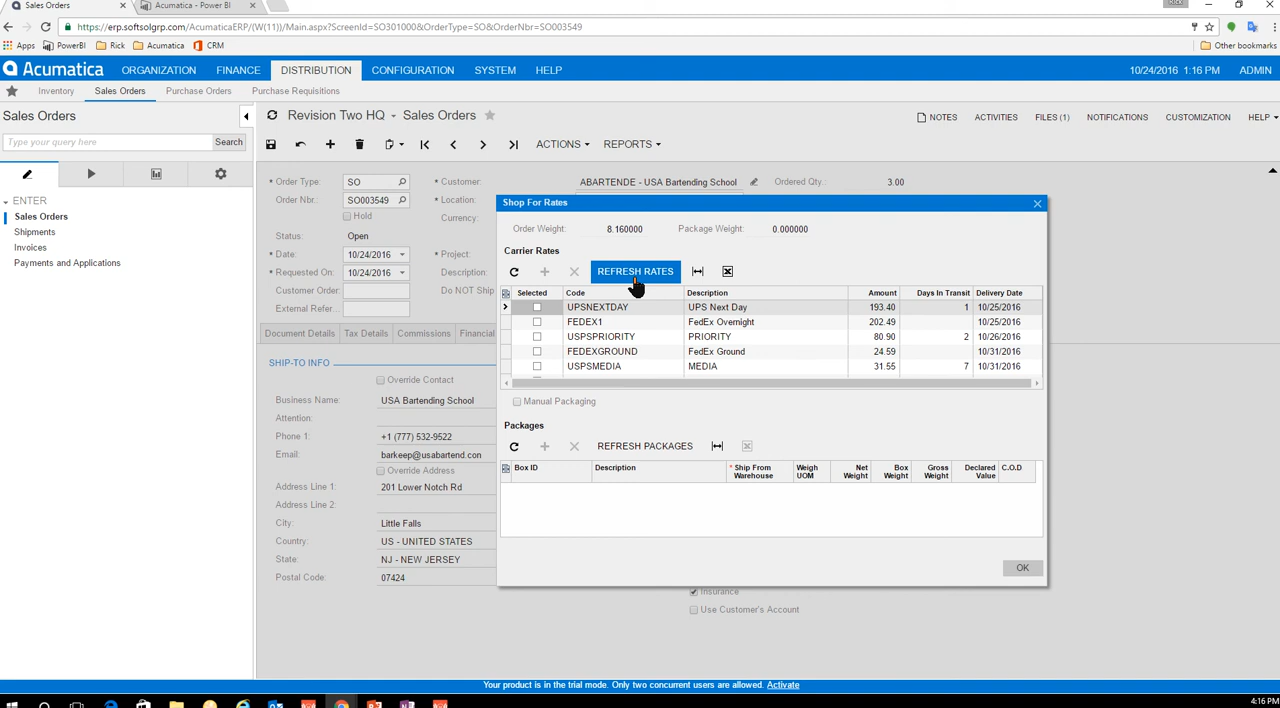 Sales Orders
Acumatica - Power BI
Rick
https://erp.softsolgrp.com/AcumaticaERP/(W(11))/Main.aspx?ScreenId=SO301000&OrderType=SO&OrderNbr=SO003549
Apps PowerBI Rick Acumatica CRM Other bookmarks
Acumatica ORGANIZATION FINANCE DISTRIBUTION CONFIGURATION SYSTEM HELP 10/24/2016 1:16 PM ADMIN
Inventory Sales Orders Purchase Orders Purchase Requisitions
Sales Orders
Revision Two HQ Sales Orders
NOTES ACTIVITIES FILES (1) NOTIFICATIONS CUSTOMIZATION HELP
Type your query here Search
ACTIONS REPORTS
ENTER
Sales Orders
Shipments
Invoices
Payments and Applications
* Order Type: SO * Customer: ABARTENDE - USA Bartending School Ordered Qty.: 3.00
Order Nbr.: SO003549 * Location:
Hold Currency:
Status: Open
* Date: 10/24/2016 * Project:
* Requested On: 10/24/2016 Description:
Customer Order: Do NOT Ship
External Refer...
Document Details Tax Details Commissions Financial
SHIP-TO INFO
Override Contact
Business Name: USA Bartending School
Attention:
Phone 1: +1 (777) 532-9522
Email: barkeep@usabartend.con
Override Address
Address Line 1: 201 Lower Notch Rd
Address Line 2:
City: Little Falls
Country: US - UNITED STATES
State: NJ - NEW JERSEY
Postal Code: 07424
Shop For Rates
Order Weight: 8.160000 Package Weight: 0.000000
Carrier Rates
REFRESH RATES
Selected Code Description Amount Days In Transit Delivery Date
UPSNEXTDAY UPS Next Day 193.40 1 10/25/2016
FEDEX1 FedEx Overnight 202.49 10/25/2016
USPSPRIORITY PRIORITY 80.90 2 10/26/2016
FEDEXGROUND FedEx Ground 24.59 10/31/2016
USPSMEDIA MEDIA 31.55 7 10/31/2016
Manual Packaging
Packages
REFRESH PACKAGES
Box ID Description * Ship From Warehouse Weigh UOM Net Weight Box Weight Gross Weight Declared Value C.O.D
OK
Insurance
Use Customer's Account
Your product is in the trial mode. Only two concurrent users are allowed. Activate
4:16 PM